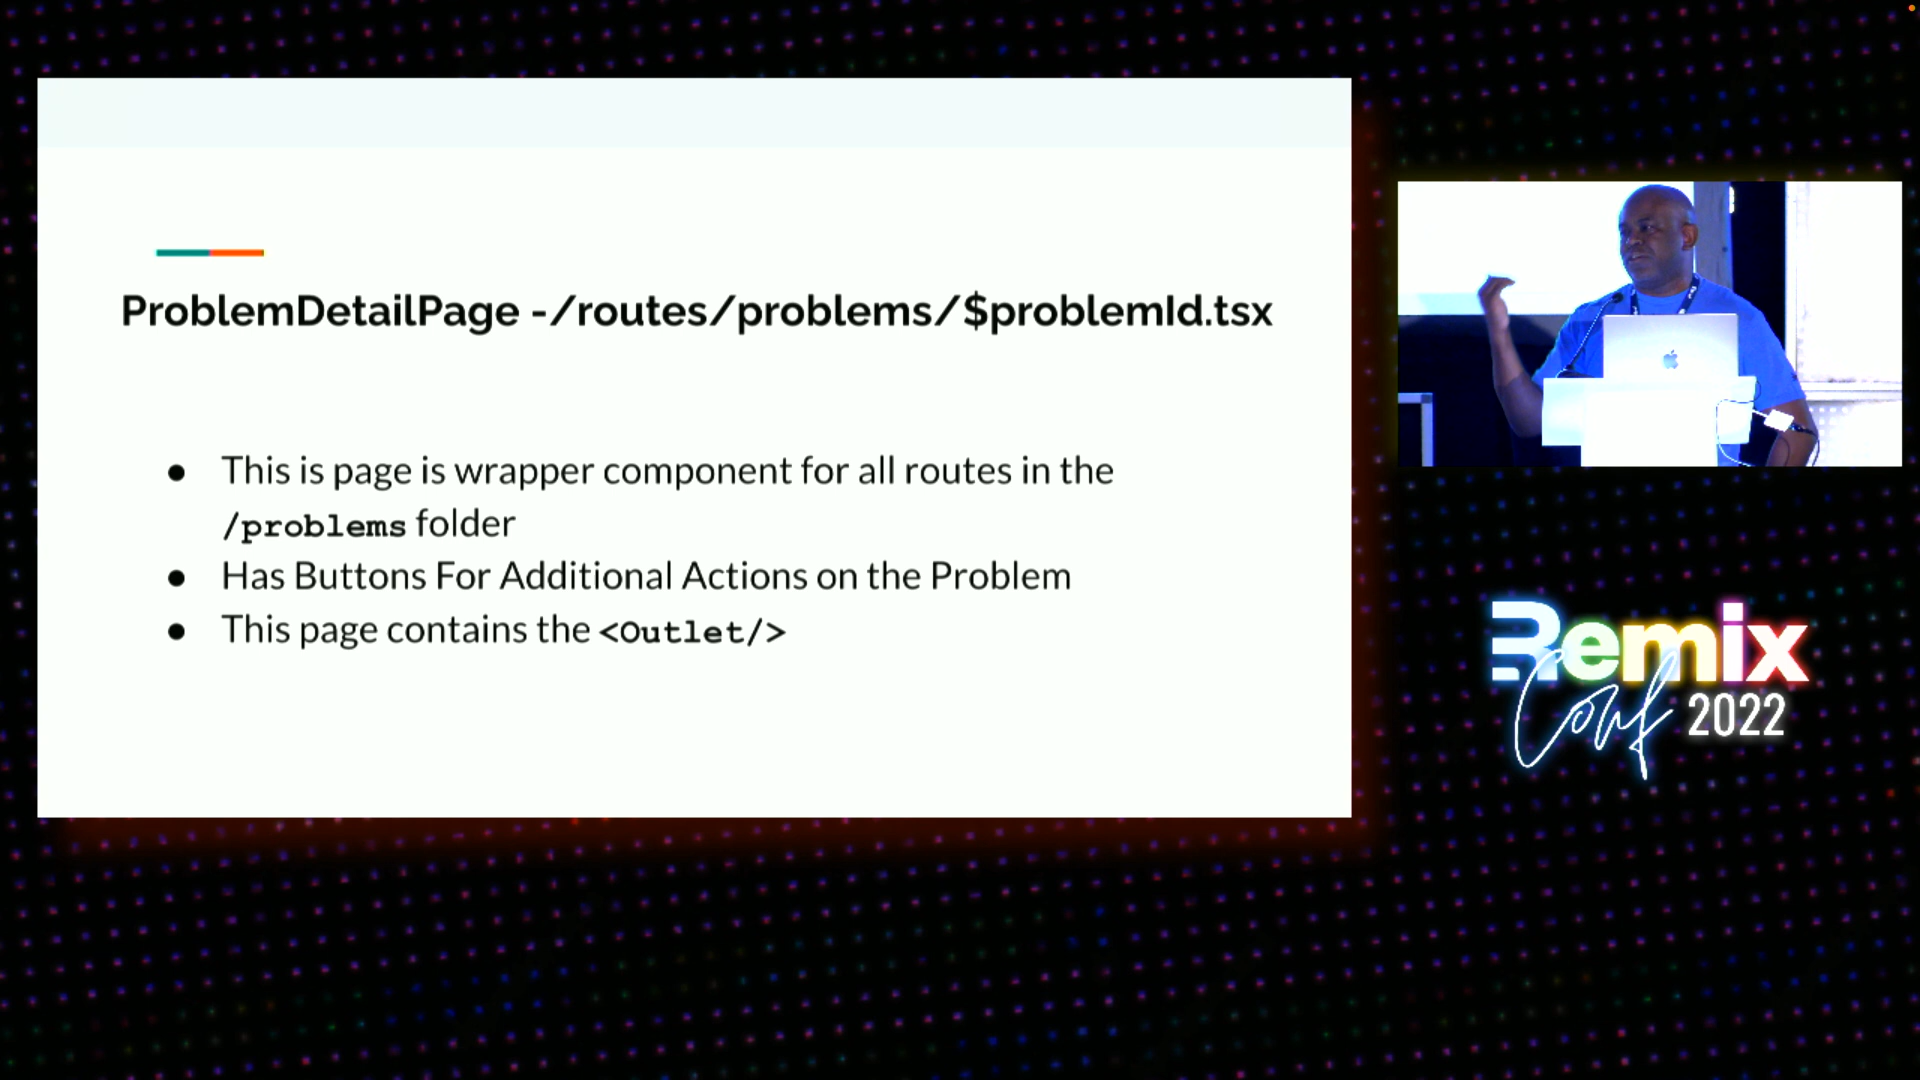 ProblemDetailPage -/routes/problems/$problemId.tsx
● This is page is wrapper component for all routes in the
/problems folder
● Has Buttons For Additional Actions on the Problem
● This page contains the <Outlet/>
Remix
Conf 2022